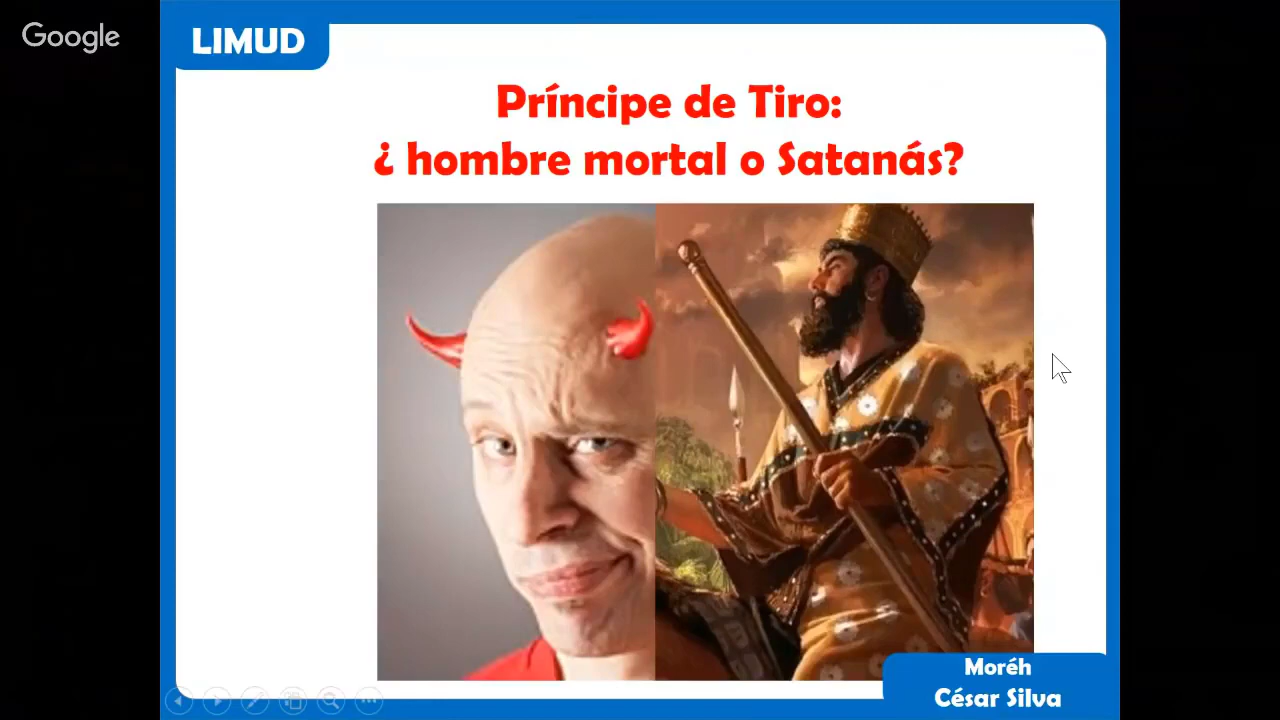 Google
LIMUD
Príncipe de Tiro:
¿ hombre mortal o Satanás?
Moréh
César Silva